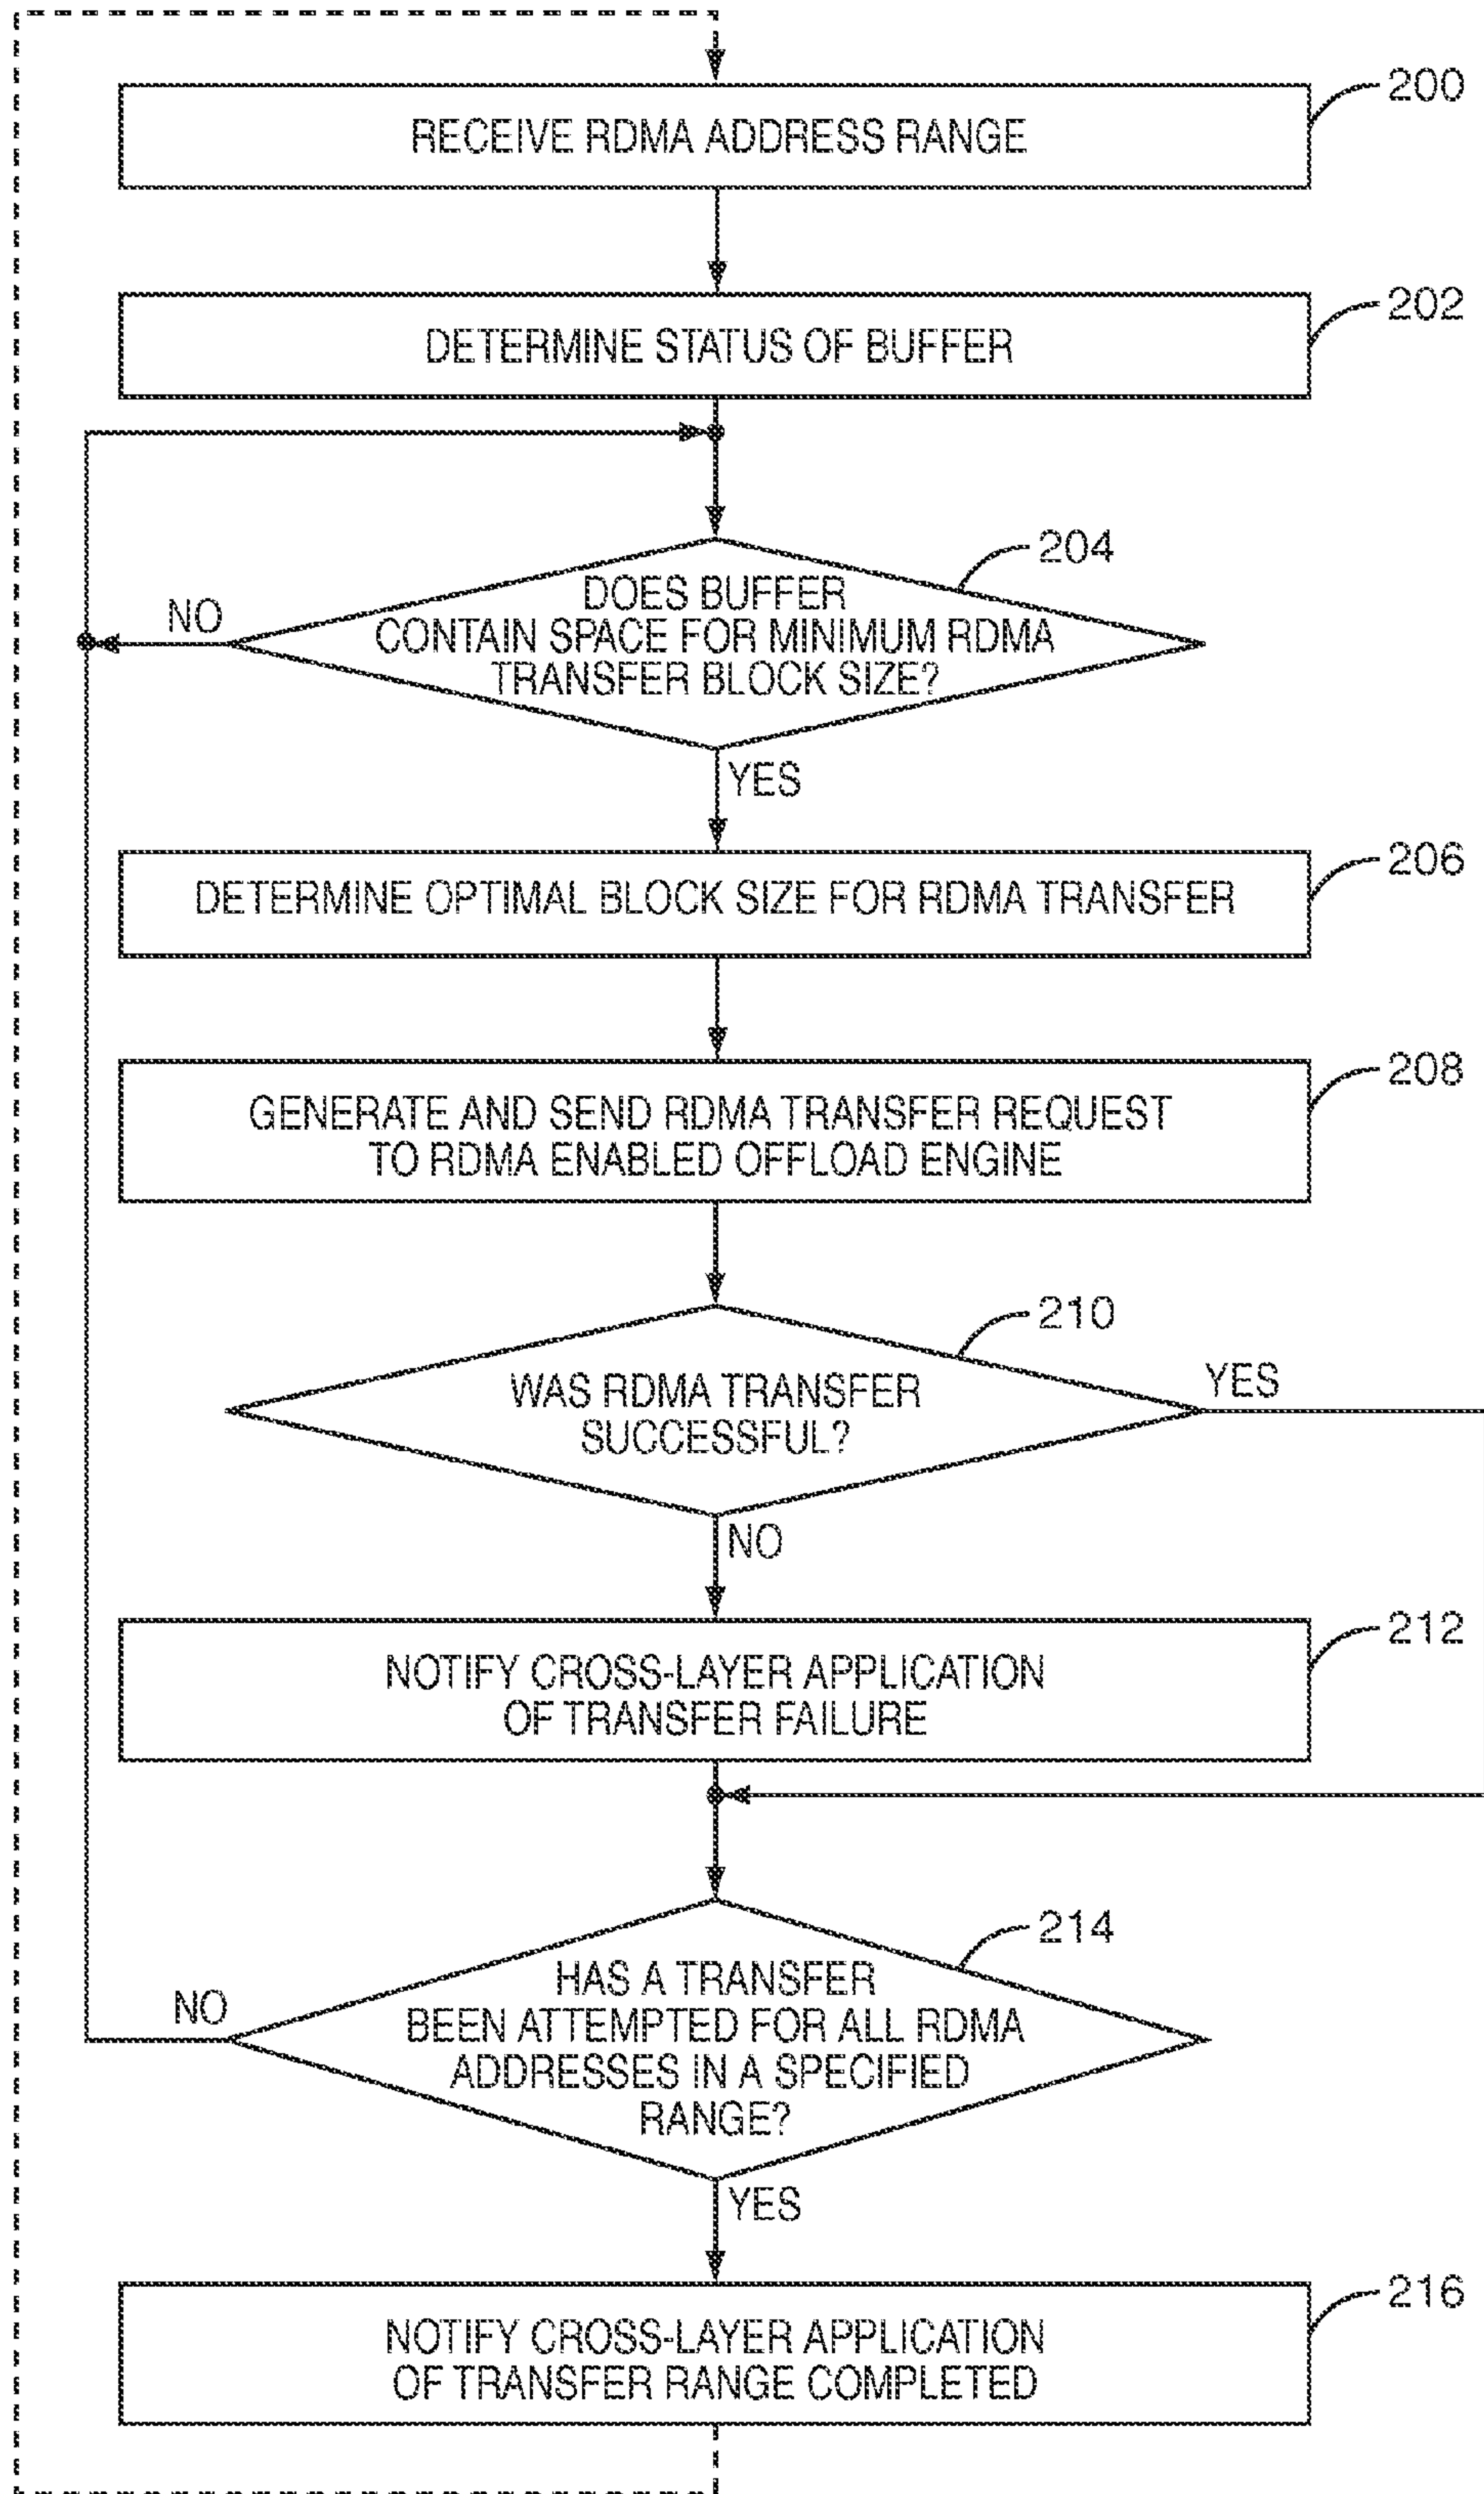 200
RECEIVE RDMA ADDRESS RANGE
202
DETERMINE STATUS OF BUFFER
204
DOES BUFFER
CONTAIN SPACE FOR MINIMUM RDMA
TRANSFER BLOCK SIZE?
NO
YES
206
DETERMINE OPTIMAL BLOCK SIZE FOR RDMA TRANSFER
208
GENERATE AND SEND RDMA TRANSFER REQUEST
TO RDMA ENABLED OFFLOAD ENGINE
210
WAS RDMA TRANSFER
SUCCESSFUL?
YES
NO
212
NOTIFY CROSS-LAYER APPLICATION
OF TRANSFER FAILURE
214
HAS A TRANSFER
BEEN ATTEMPTED FOR ALL RDMA
ADDRESSES IN A SPECIFIED
RANGE?
NO
YES
216
NOTIFY CROSS-LAYER APPLICATION
OF TRANSFER RANGE COMPLETED